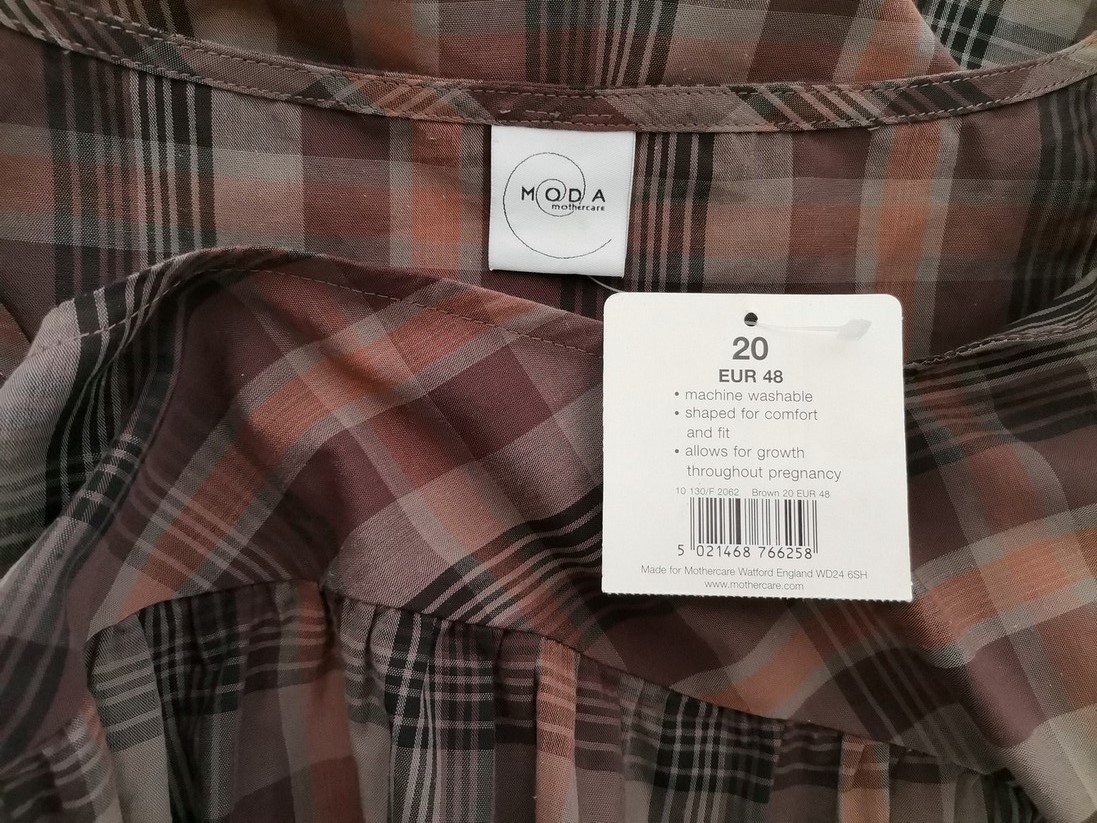 MODA
mothercare
20
EUR 48
• machine washable
• shaped for comfort
and fit
• allows for growth
throughout pregnancy
10 130/F 2062 Brown 20 EUR 48
5 021468 766258
Made for Mothercare Watford England WD24 6SH
www.mothercare.com